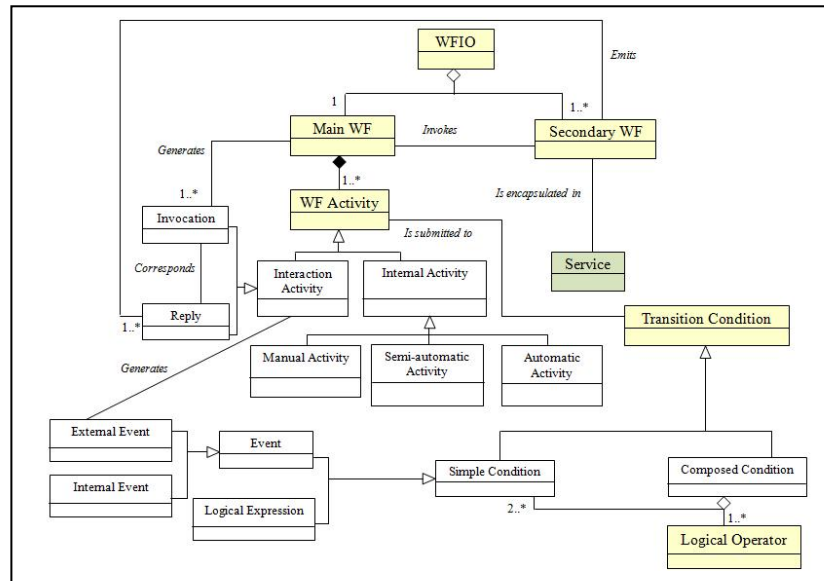 WFIO
Emits
1
1..*
Main WF
Invokes
Secondary WF
Generates
1..*
1..*
Is encapsulated in
WF Activity
Invocation
Is submitted to
Corresponds
Interaction
Activity
Internal Activity
Service
Reply
1..*
Transition Condition
Generates
Manual Activity
Semi-automatic
Activity
Automatic
Activity
External Event
Event
Simple Condition
Composed Condition
Internal Event
Logical Expression
2..*
1..*
Logical Operator